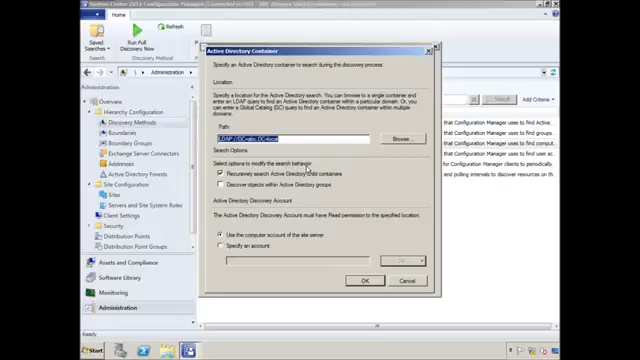 System Center 2012 Configuration Manager
Home
Saved Searches
Run Full Discovery Now
Refresh
Administration
Administration
Overview
Hierarchy Configuration
Discovery Methods
Boundaries
Boundary Groups
Exchange Server Connectors
Addresses
Active Directory Forests
Site Configuration
Sites
Servers and Site System Roles
Client Settings
Security
Distribution Points
Distribution Point Groups
Assets and Compliance
Software Library
Monitoring
Administration
Ready
Start
Active Directory Container
Specify an Active Directory container to search during the discovery process.
Location
Specify a location for the Active Directory search. You can browse to a single container and
enter an LDAP query to find an Active Directory container within a particular domain. Or, you
can enter a Global Catalog (GC) query to find an Active Directory container within multiple
domains.
Path
LDAP://DC=abc,DC=local
Browse...
Search Options
Select options to modify the search behavior.
Recursively search Active Directory child containers
Discover objects within Active Directory groups
Active Directory Discovery Account
The Active Directory Discovery Account must have Read permission to the specified location.
Use the computer account of the site server
Specify an account
OK
Cancel
Search
Add Criteria
that Configuration Manager uses to find Active
that Configuration Manager uses to find groups
that Configuration Manager uses to find computers
that Configuration Manager uses to find Active
for Configuration Manager clients to periodically
and polling intervals to discover resources on the